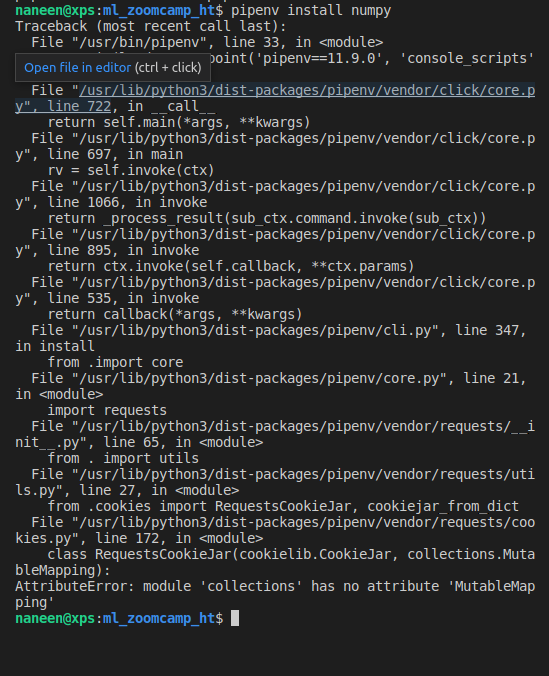 naneen@xps:ml_zoomcamp_ht$ pipenv install numpy
Traceback (most recent call last):
  File "/usr/bin/pipenv", line 33, in <module>
point('pipenv==11.9.0', 'console_scripts'
Open file in editor (ctrl + click)
  File "/usr/lib/python3/dist-packages/pipenv/vendor/click/core.p
y", line 722, in __call__
    return self.main(*args, **kwargs)
  File "/usr/lib/python3/dist-packages/pipenv/vendor/click/core.p
y", line 697, in main
    rv = self.invoke(ctx)
  File "/usr/lib/python3/dist-packages/pipenv/vendor/click/core.p
y", line 1066, in invoke
    return _process_result(sub_ctx.command.invoke(sub_ctx))
  File "/usr/lib/python3/dist-packages/pipenv/vendor/click/core.p
y", line 895, in invoke
    return ctx.invoke(self.callback, **ctx.params)
  File "/usr/lib/python3/dist-packages/pipenv/vendor/click/core.p
y", line 535, in invoke
    return callback(*args, **kwargs)
  File "/usr/lib/python3/dist-packages/pipenv/cli.py", line 347,
in install
    from .import core
  File "/usr/lib/python3/dist-packages/pipenv/core.py", line 21,
in <module>
    import requests
  File "/usr/lib/python3/dist-packages/pipenv/vendor/requests/__i
nit__.py", line 65, in <module>
    from . import utils
  File "/usr/lib/python3/dist-packages/pipenv/vendor/requests/uti
ls.py", line 27, in <module>
    from .cookies import RequestsCookieJar, cookiejar_from_dict
  File "/usr/lib/python3/dist-packages/pipenv/vendor/requests/coo
kies.py", line 172, in <module>
    class RequestsCookieJar(cookielib.CookieJar, collections.Muta
bleMapping):
AttributeError: module 'collections' has no attribute 'MutableMap
ping'
naneen@xps:ml_zoomcamp_ht$